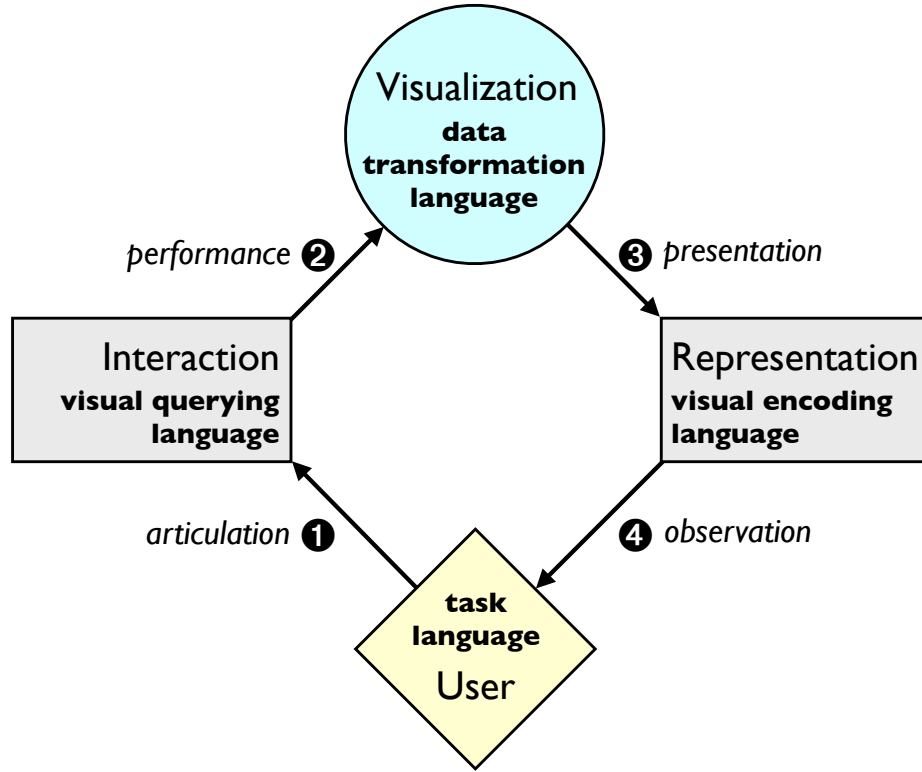 Visualization
data
transformation
language
performance ❷
❸ presentation
Interaction
visual querying
language
Representation
visual encoding
language
articulation ❶
❹ observation
task
language
User